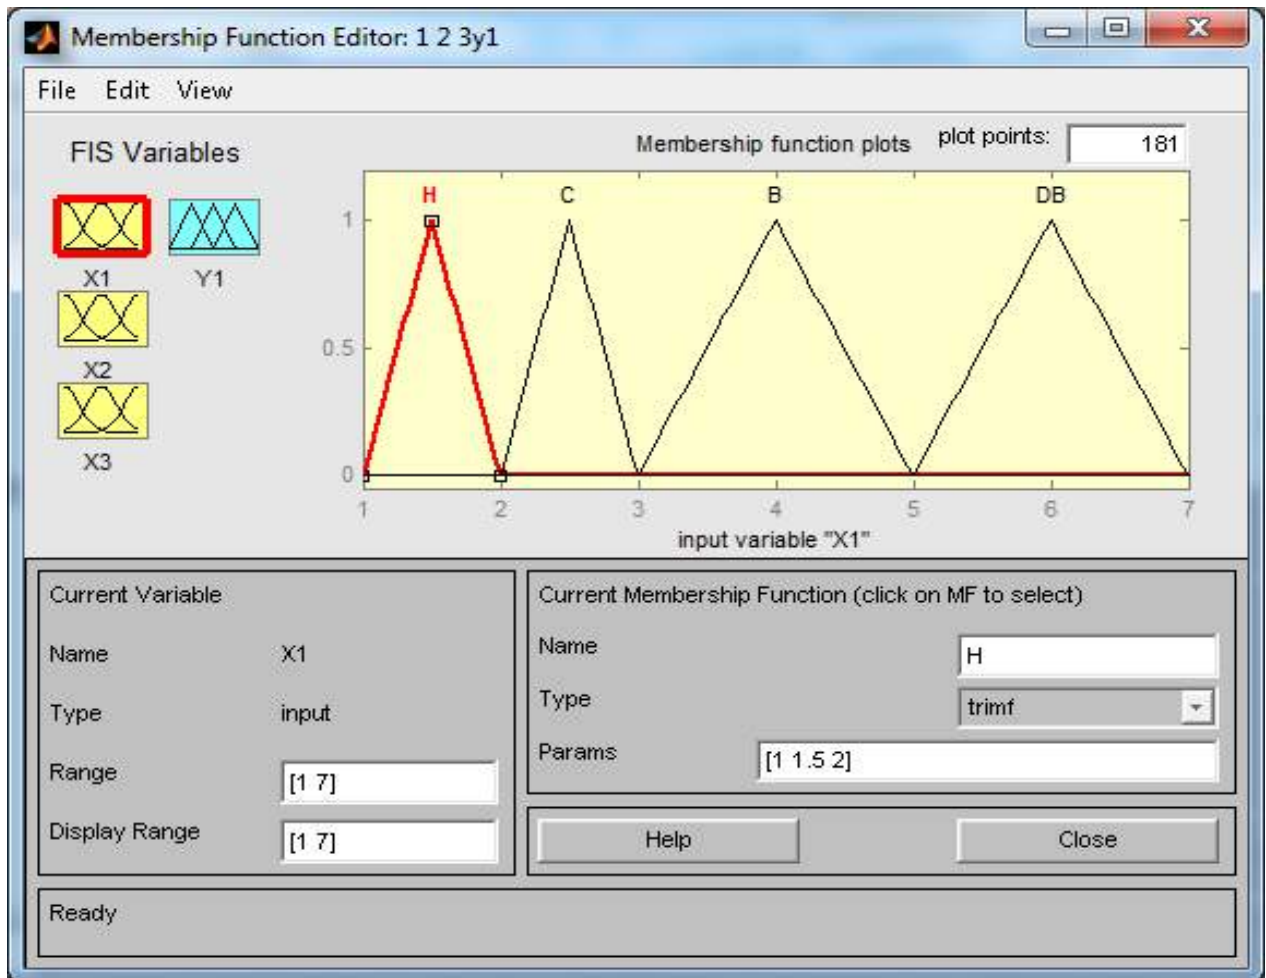 Membership Function Editor: 1 2 3y1
File Edit View
FIS Variables
Membership function plots
plot points: 181
X1
Y1
X2
X3
H
C
B
DB
1
0.5
0
1 2 3 4 5 6 7
input variable "X1"
Current Variable
Name X1
Type input
Range [1 7]
Display Range [1 7]
Current Membership Function (click on MF to select)
Name H
Type trimf
Params [1 1.5 2]
Help
Close
Ready